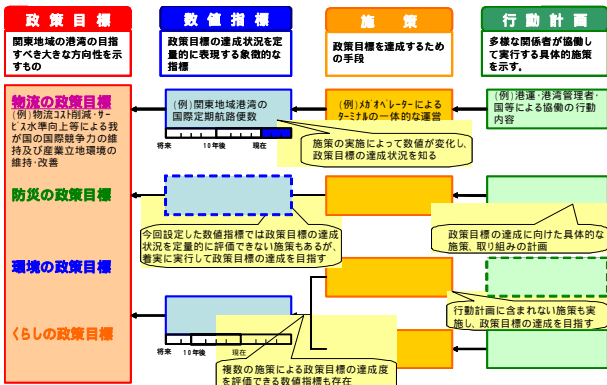 政 策 目 標
数 値 指 標
施　策
行 動 計 画
関東地域の港湾の目指
すべき大きな方向性を示
すもの
政策目標の達成状況を定
量的に表現する象徴的な
指標
政策目標を達成するため
の手段
多様な関係者が協働し
て実行する具体的施策
を示す。
物流の政策目標
(例)物流コスト削減・サー
ビス水準向上等による我
が国の国際競争力の維
持及び産業立地環境の
維持・改善
(例)関東地域港湾の
国際定期航路便数
将来
10年後
現在
(例)メガオペレーターによる
ターミナルの一体的な運営
(例)港運・港湾管理者・
国等による協働の行動
内容
施策の実施によって数値が変化し、
政策目標の達成状況を知る
防災の政策目標
今回設定した数値指標では政策目標の達成
状況を定量的に評価できない施策もあるが、
着実に実行して政策目標の達成を目指す
政策目標の達成に向けた具体的な
施策、取り組みの計画
環境の政策目標
行動計画に含まれない施策も実
施し、政策目標の達成を目指す
くらしの政策目標
将来
10年後
現在
複数の施策による政策目標の達成度
を評価できる数値指標も存在